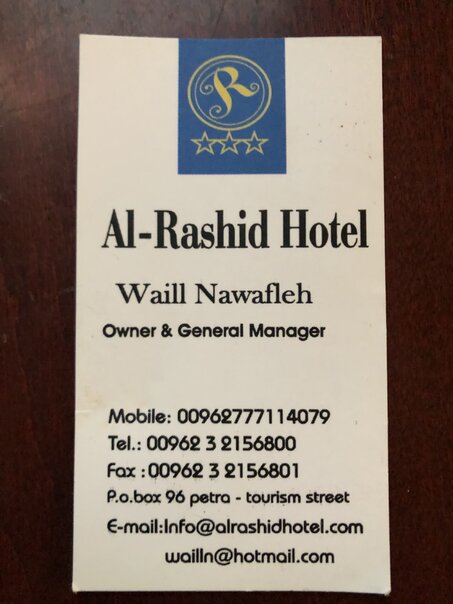 R
Al-Rashid Hotel
Waill Nawafleh
Owner & General Manager
Mobile: 00962777114079
Tel.: 00962 3 2156800
Fax :00962 3 2156801
P.o.box 96 petra - tourism street
E-mail:Info@alrashidhotel.com
wailln@hotmail.com